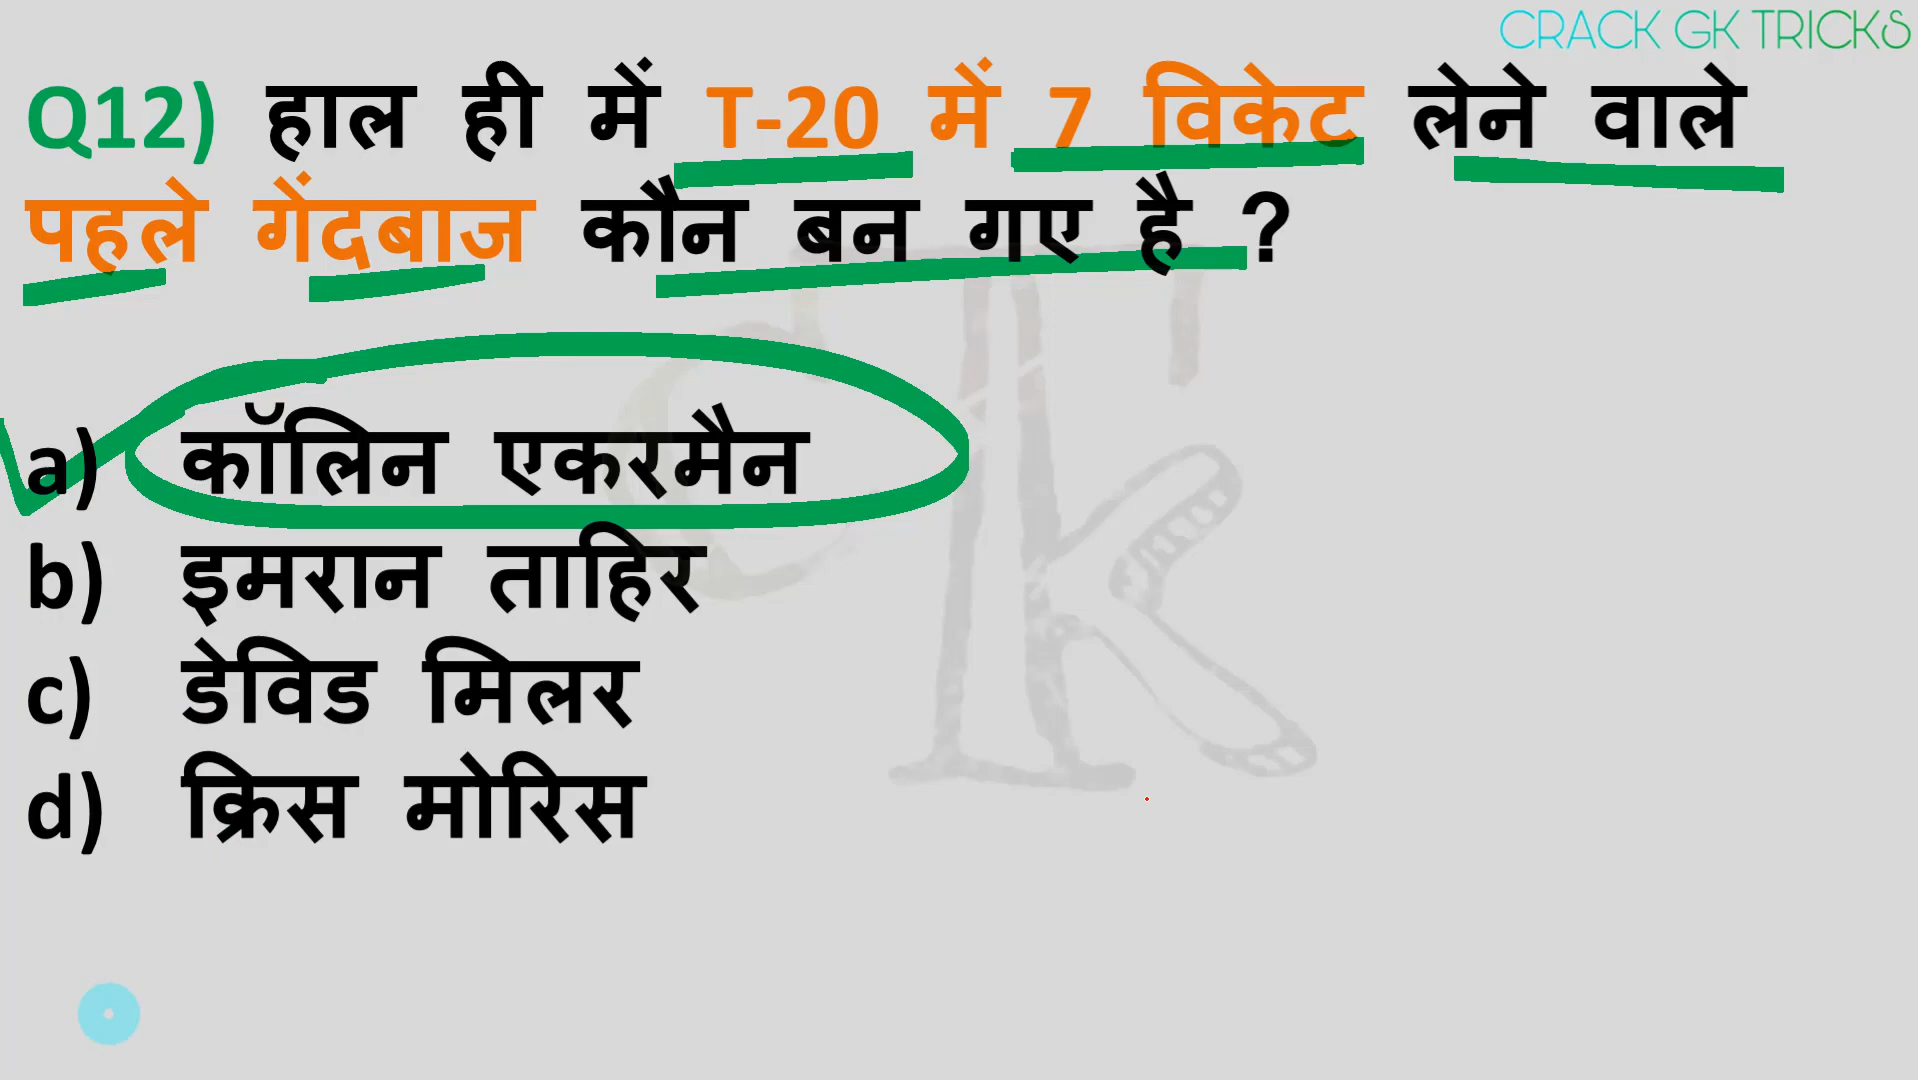 CRACK GK TRICKS
Q12) हाल ही में T-20 में 7 विकेट लेने वाले
पहले गेंदबाज कौन बन गए है ?
a) कॉलिन एकरमैन
b) इमरान ताहिर
c) डेविड मिलर
d) क्रिस मोरिस